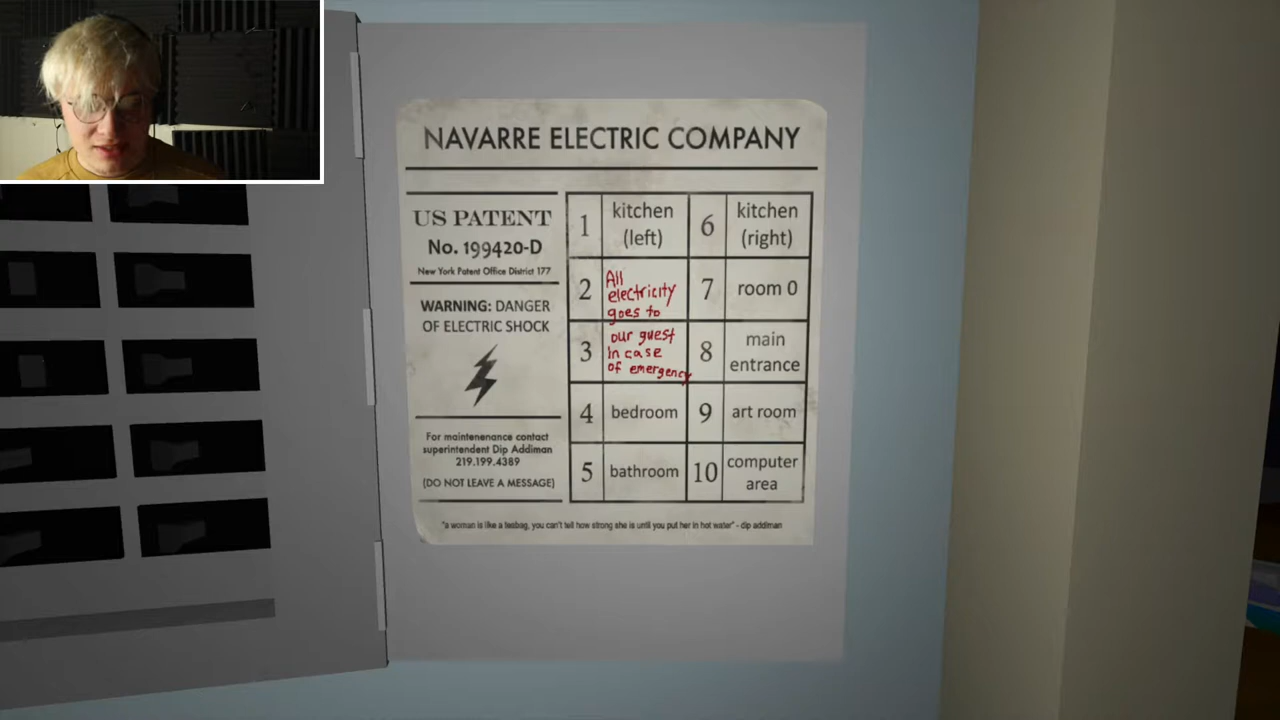 NAVARRE ELECTRIC COMPANY
US PATENT
No. 199420-D
New York Patent Office District 177
WARNING: DANGER
OF ELECTRIC SHOCK
For maintenenance contact
superintendent Dip Addiman
219.199.4389
(DO NOT LEAVE A MESSAGE)
1 kitchen (left)
2 All
electricity
goes to
3 our guest
In case
of emergency
4 bedroom
5 bathroom
6 kitchen (right)
7 room 0
8 main entrance
9 art room
10 computer area
"a woman is like a teabag, you can't tell how strong she is until you put her in hot water" - dip addiman